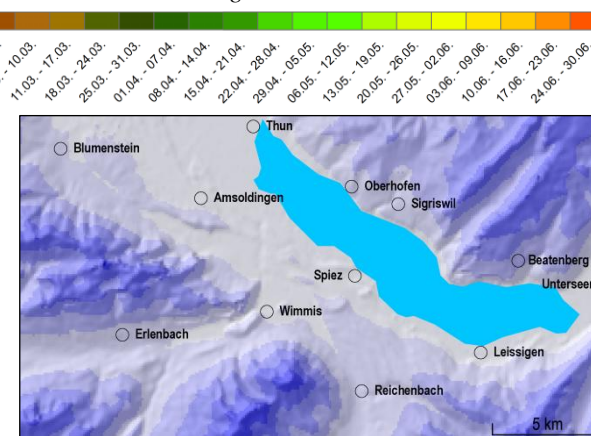 - 10.03.
11.03. - 17.03.
18.03. - 24.03.
25.03. - 31.03.
01.04. - 07.04.
08.04. - 14.04.
15.04. - 21.04.
22.04. - 28.04.
29.04. - 05.05.
06.05. - 12.05.
13.05. - 19.05.
20.05. - 26.05.
27.05. - 02.06.
03.06. - 09.06.
10.06. - 16.06.
17.06. - 23.06.
24.06. - 30.06.
Thun
Blumenstein
Oberhofen
Amsoldingen
Sigriswil
Beatenberg
Spiez
Unterseen
Wimmis
Erlenbach
Leissigen
Reichenbach
5 km